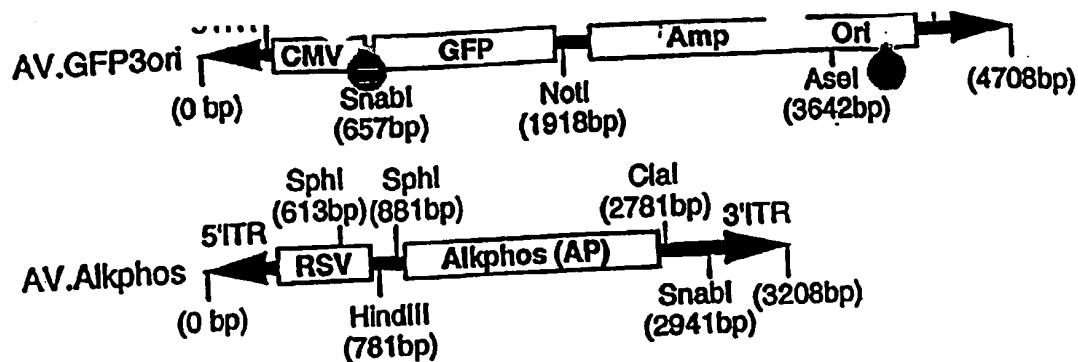 CMV GFP Amp Ori
AV.GFP3ori
(0 bp) SnabI NotI AseI (4708bp)
(657bp) (1918bp) (3642bp)
SphI SphI ClaI
(613bp) (881bp) (2781bp)
5'ITR 3'ITR
RSV Alkphos (AP)
AV.Alkphos
(0 bp) HindIII SnabI (3208bp)
(781bp) (2941bp)